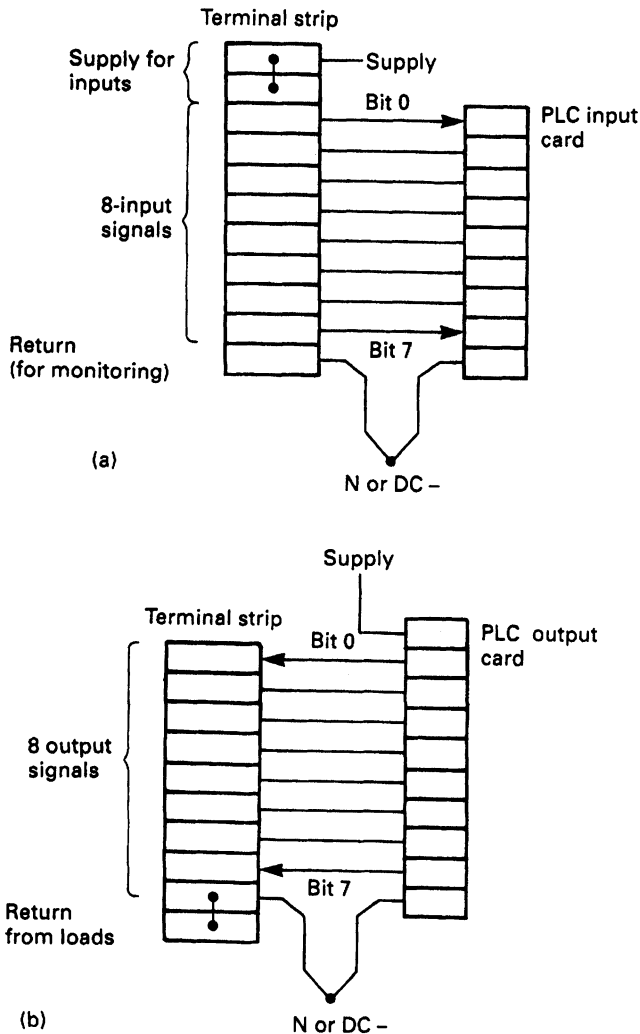 Terminal strip
Supply for
inputs
Supply
Bit 0
PLC input
card
8-input
signals
Bit 7
Return
(for monitoring)
(a)
N or DC –
Supply
Terminal strip
Bit 0
PLC output
card
8 output
signals
Bit 7
Return
from loads
(b)
N or DC –